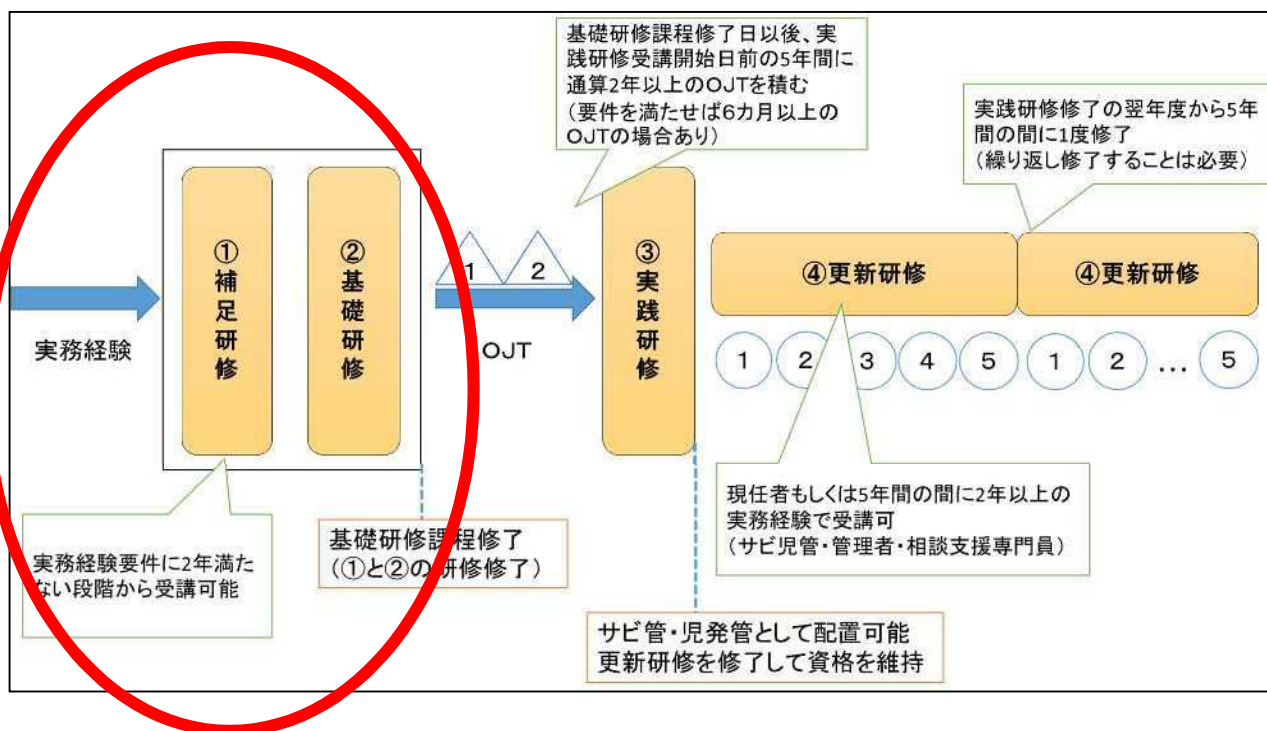 基礎研修課程修了日以後、実
践研修受講開始日前の5年間に
通算2年以上のOJTを積む
（要件を満たせば6カ月以上の
OJTの場合あり）
実践研修修了の翌年度から5年
間の間に1度修了
（繰り返し修了することは必要）
実務経験
①補足研修
②基礎研修
1 2
OJT
③実践研修
④更新研修
④更新研修
1 2 3 4 5 1 2 … 5
実務経験要件に2年満た
ない段階から受講可能
基礎研修課程修了
（①と②の研修修了）
現任者もしくは5年間の間に2年以上の
実務経験で受講可
（サビ児管・管理者・相談支援専門員）
サビ管・児発管として配置可能
更新研修を修了して資格を維持